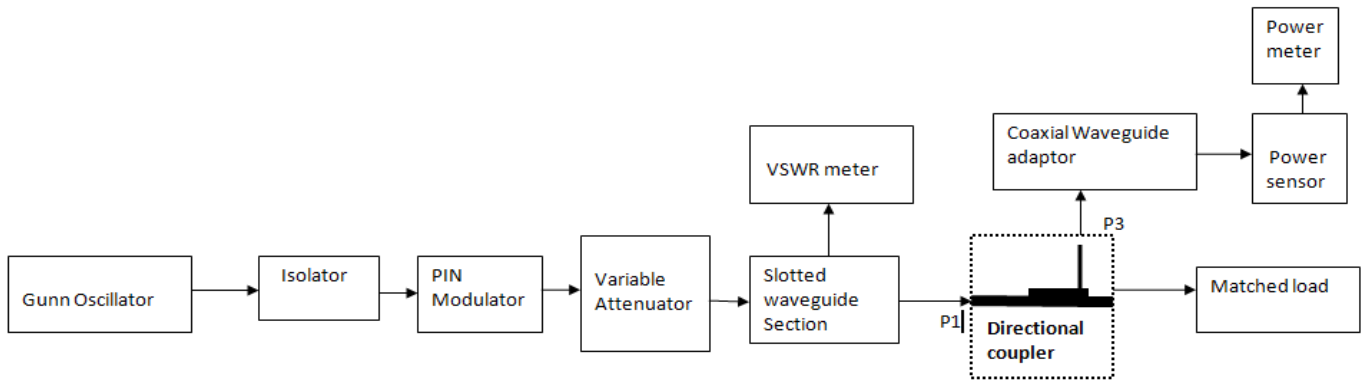 Power
meter
Coaxial Waveguide
adaptor
Power
sensor
VSWR meter
P3
Gunn Oscillator
Isolator
PIN
Modulator
Variable
Attenuator
Slotted
waveguide
Section
P1
Directional
coupler
Matched load